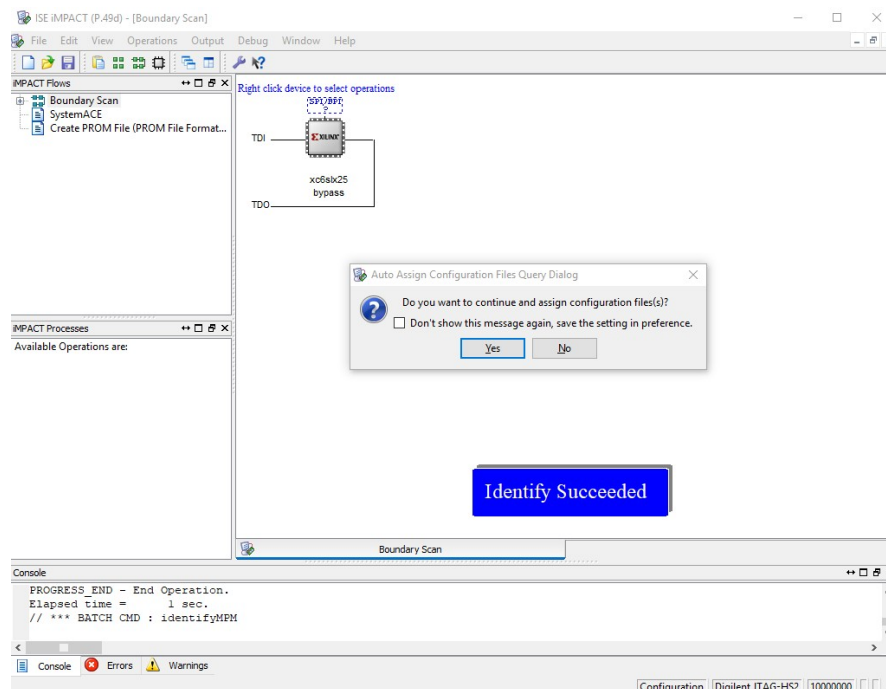 ISE iMPACT (P.49d) - [Boundary Scan]
File Edit View Operations Output Debug Window Help
iMPACT Flows
Boundary Scan
SystemACE
Create PROM File (PROM File Format...
Right click device to select operations
SPI/BPI
?
TDI
XILINX
xc6slx25
bypass
TDO
Auto Assign Configuration Files Query Dialog
Do you want to continue and assign configuration files(s)?
Don't show this message again, save the setting in preference.
Yes No
iMPACT Processes
Available Operations are:
Identify Succeeded
Boundary Scan
Console
PROGRESS_END - End Operation.
Elapsed time = 1 sec.
// *** BATCH CMD : identifyMPM
Console Errors Warnings
Configuration Digilent JTAG-HS2 10000000